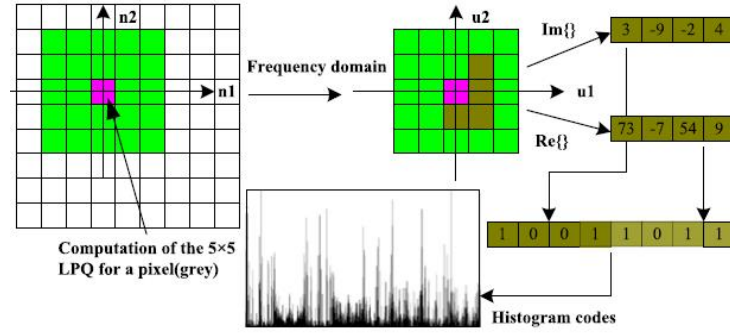 n2
n1
Computation of the 5×5
LPQ for a pixel(grey)
Frequency domain
u2
u1
Im{}
3 -9 -2 4
Re{}
73 -7 54 9
1 0 0 1 1 0 1 1
Histogram codes